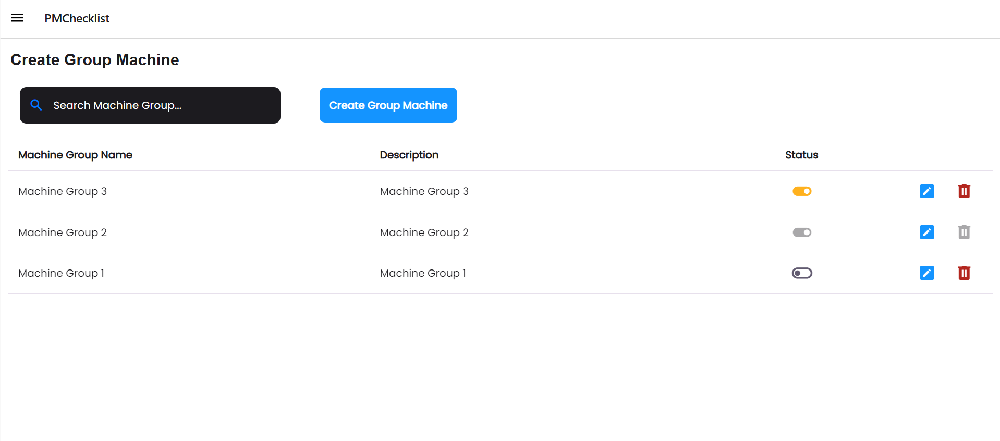 PMChecklist
Create Group Machine
Search Machine Group...
Create Group Machine
Machine Group Name Description Status
Machine Group 3 Machine Group 3
Machine Group 2 Machine Group 2
Machine Group 1 Machine Group 1